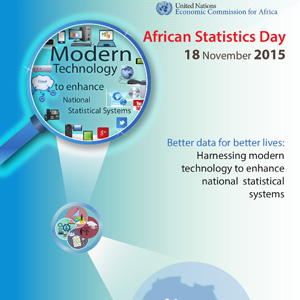 United Nations
Economic Commission for Africa
African Statistics Day
18 November 2015
Modern
Technology
to enhance
National
Statistical Systems
Better data for better lives:
Harnessing modern
technology to enhance
national statistical
systems